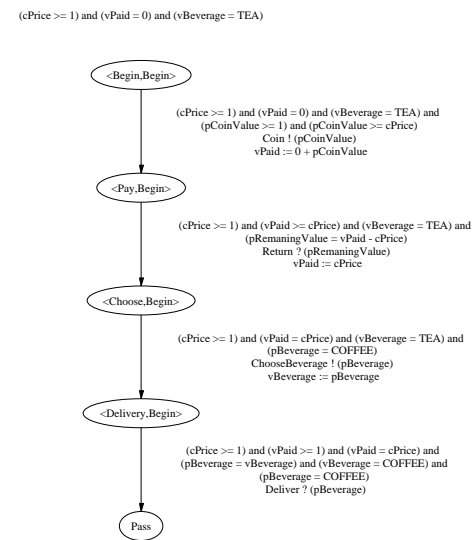 (cPrice >= 1) and (vPaid = 0) and (vBeverage = TEA)
<Begin,Begin>
(cPrice >= 1) and (vPaid = 0) and (vBeverage = TEA) and
(pCoinValue >= 1) and (pCoinValue >= cPrice)
Coin ! (pCoinValue)
vPaid := 0 + pCoinValue
<Pay,Begin>
(cPrice >= 1) and (vPaid >= cPrice) and (vBeverage = TEA) and
(pRemaningValue = vPaid - cPrice)
Return ? (pRemaningValue)
vPaid := cPrice
<Choose,Begin>
(cPrice >= 1) and (vPaid = cPrice) and (vBeverage = TEA) and
(pBeverage = COFFEE)
ChooseBeverage ! (pBeverage)
vBeverage := pBeverage
<Delivery,Begin>
(cPrice >= 1) and (vPaid >= 1) and (vPaid = cPrice) and
(pBeverage = vBeverage) and (vBeverage = COFFEE) and
(pBeverage = COFFEE)
Deliver ? (pBeverage)
Pass